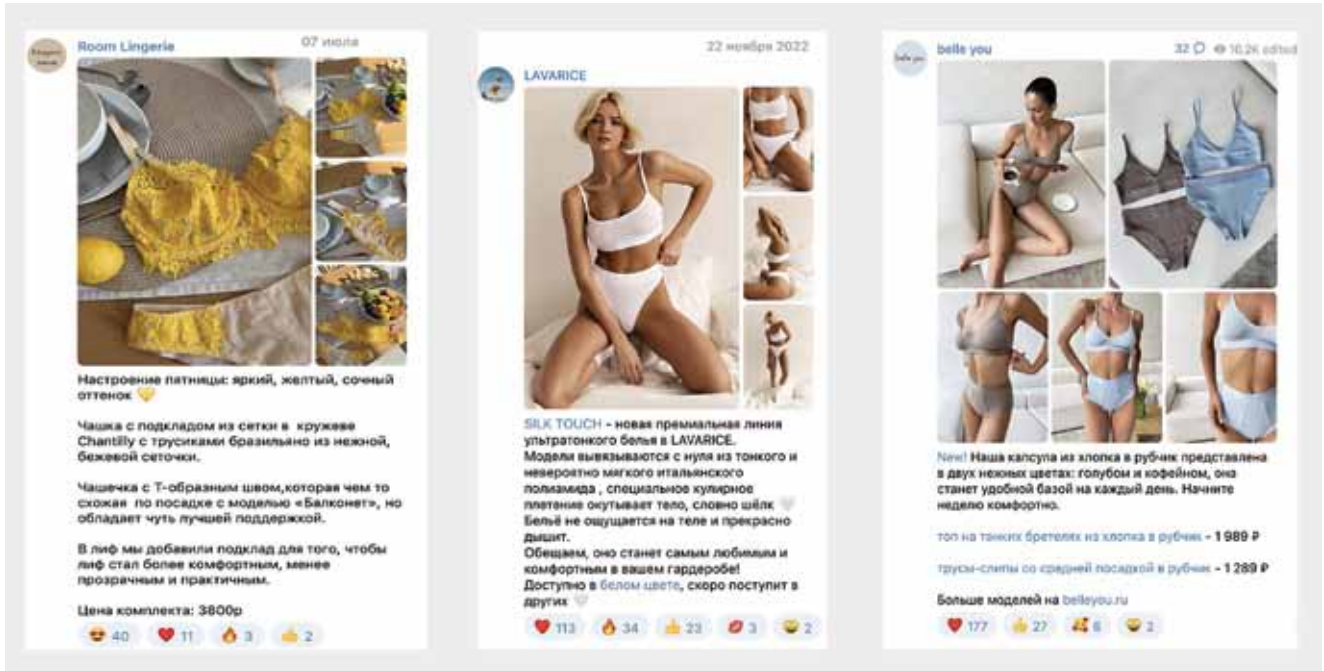 Room Lingerie
07 июля
Настроение пятницы: яркий, желтый, сочный
оттенок
Чашка с подкладом из сетки в кружеве
Chantilly с трусиками бразильяно из нежной,
бежевой сеточки.
Чашечка с Т-образным швом,которая чем то
схожая по посадке с моделью «Балконет», но
обладает чуть лучшей поддержкой.
В лиф мы добавили подклад для того, чтобы
лиф стал более комфортным, менее
прозрачным и практичным.
Цена комплекта: 3800р
40 11 3 2
22 ноября 2022
LAVARICE
SILK TOUCH - новая премиальная линия
ультратонкого белья в LAVARICE.
Модели вывязываются с нуля из тонкого и
невероятно мягкого итальянского
полиамида , специальное кулирное
плетение окутывает тело, словно шёлк
Бельё не ощущается на теле и прекрасно
дышит.
Обещаем, оно станет самым любимым и
комфортным в вашем гардеробе!
Доступно в белом цвете, скоро поступит в
других
113 34 23 3 2
belle you
32 10.2K edited
belle you
New! Наша капсула из хлопка в рубчик представлена
в двух нежных цветах: голубом и кофейном, она
станет удобной базой на каждый день. Начните
неделю комфортно.
топ на тонких бретелях из хлопка в рубчик - 1 989 ₽
трусы-слипы со средней посадкой в рубчик - 1 289 ₽
Больше моделей на belleyou.ru
177 27 6 2